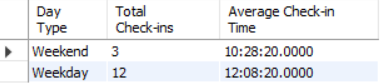 Day Type Total Check-ins Average Check-in Time
Weekend 3 10:28:20.0000
Weekday 12 12:08:20.0000